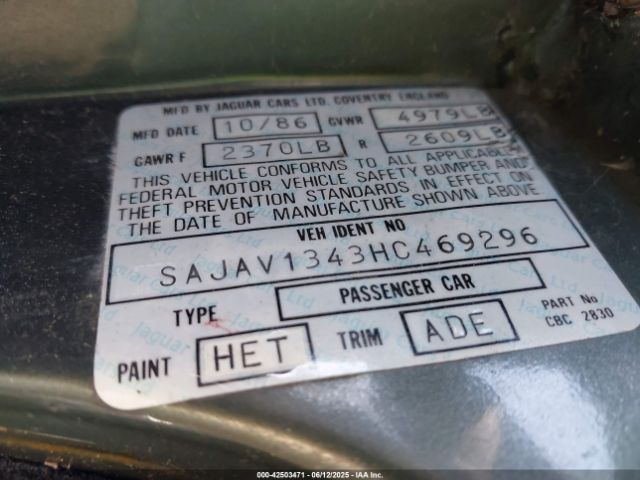 MFD BY JAGUAR CARS LTD. COVENTRY ENGLAND
MFD DATE 10/86 GVWR 4979LB
GAWR F 2370LB R 2609LB
THIS VEHICLE CONFORMS TO ALL APPLICABLE
FEDERAL MOTOR VEHICLE SAFETY BUMPER AND
THEFT PREVENTION STANDARDS IN EFFECT ON
THE DATE OF MANUFACTURE SHOWN ABOVE
VEH IDENT NO
SAJAV1343HC469296
TYPE PASSENGER CAR
PAINT HET TRIM ADE PART No
CBC 2830
000-42503471 - 06/12/2025 - IAA Inc.